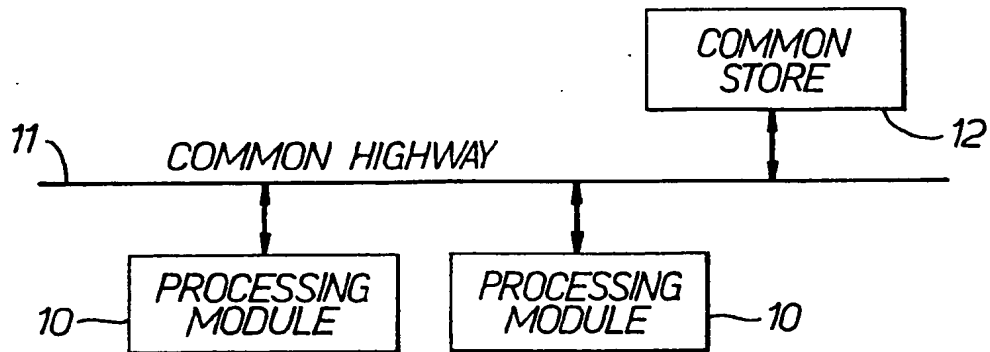 COMMON
STORE
12
11
COMMON HIGHWAY
PROCESSING
MODULE
10
PROCESSING
MODULE
10